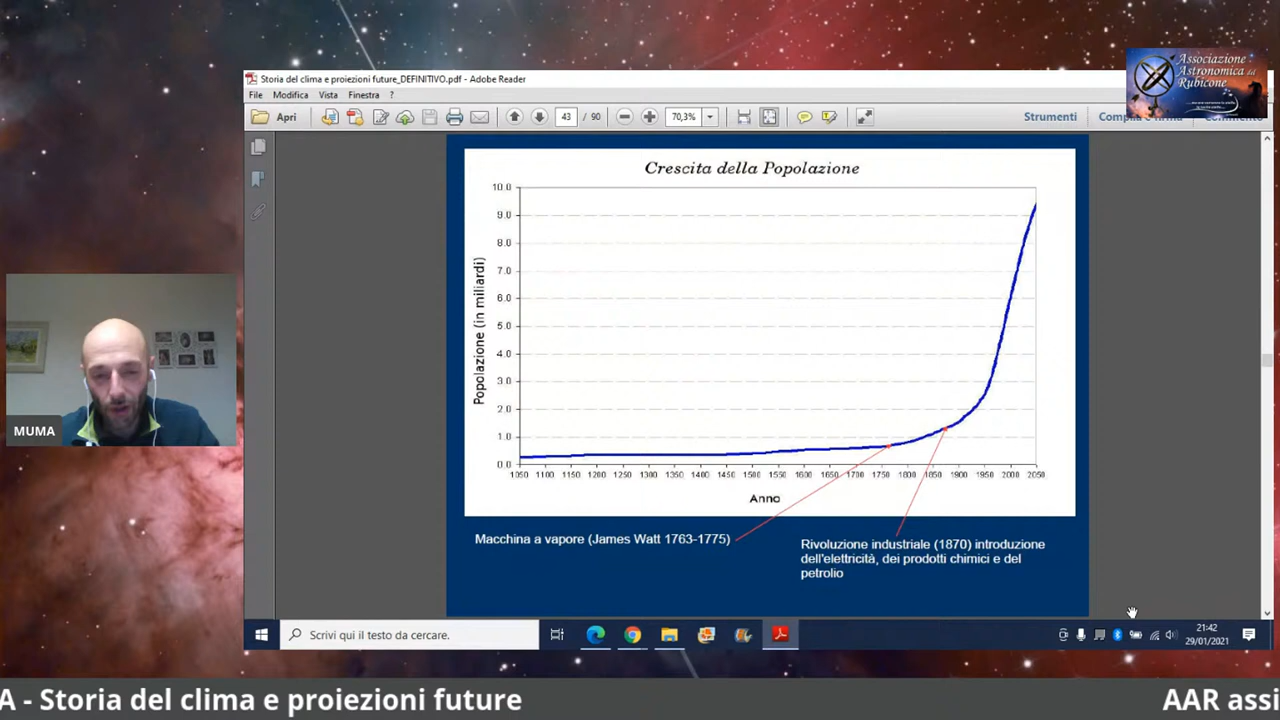 Associazione
Astronomica del
Rubicone
Storia del clima e proiezioni future_DEFINITIVO.pdf - Adobe Reader
File Modifica Vista Finestra ?
Apri 43 / 90 70,3% Strumenti
Crescita della Popolazione
Popolazione (in miliardi)
10.0
9.0
8.0
7.0
6.0
5.0
4.0
3.0
2.0
1.0
0.0
1050 1100 1150 1200 1250 1300 1350 1400 1450 1500 1550 1600 1650 1700 1750 1800 1850 1900 1950 2000 2050
Anno
Macchina a vapore (James Watt 1763-1775)
Rivoluzione industriale (1870) introduzione
dell'elettricità, dei prodotti chimici e del
petrolio
MUMA
Scrivi qui il testo da cercare.
21:42
29/01/2021
A - Storia del clima e proiezioni future AAR assi